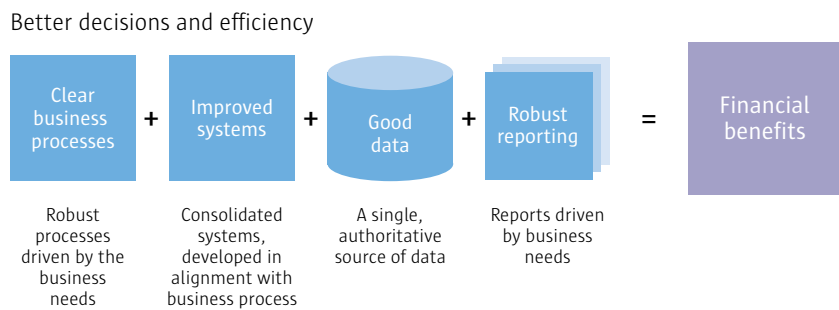 Better decisions and efficiency
Clear
business
processes
+
Improved
systems
+
Good
data
+
Robust
reporting
=
Financial
benefits
Robust
processes
driven by the
business
needs
Consolidated
systems,
developed in
alignment with
business process
A single,
authoritative
source of data
Reports driven
by business
needs